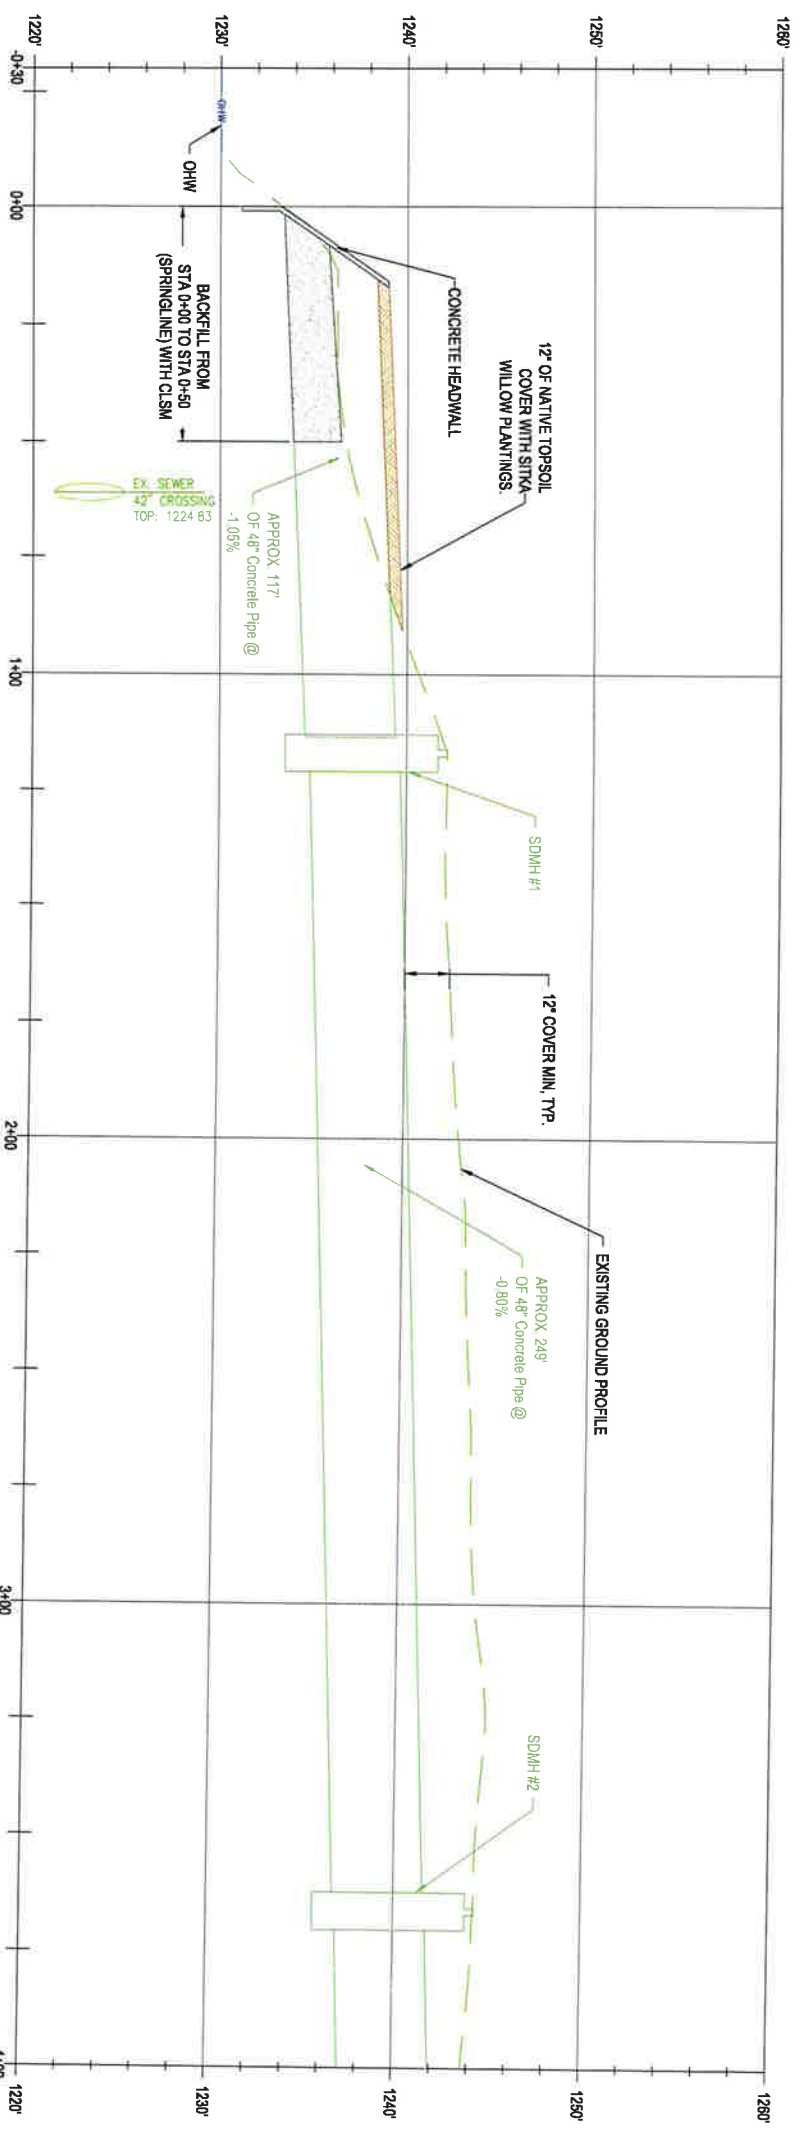 1260'
1250'
1240'
1230'
1220'
OHW
OHW
12" OF NATIVE TOPSOIL
COVER WITH SITKA
WILLOW PLANTINGS.
CONCRETE HEADWALL
BACKFILL FROM
STA 0+00 TO STA 0+50
(SPRINGLINE) WITH CLSM
EX. SEWER
42" CROSSING
TOP: 1224.83
APPROX. 117'
OF 48" Concrete Pipe @
-1.05%
SDMH #1
12" COVER MIN, TYP.
EXISTING GROUND PROFILE
APPROX. 249'
OF 48" Concrete Pipe @
-0.80%
SDMH #2
1260'
1250'
1240'
1230'
1220'
-0+30
0+00
1+00
2+00
3+00